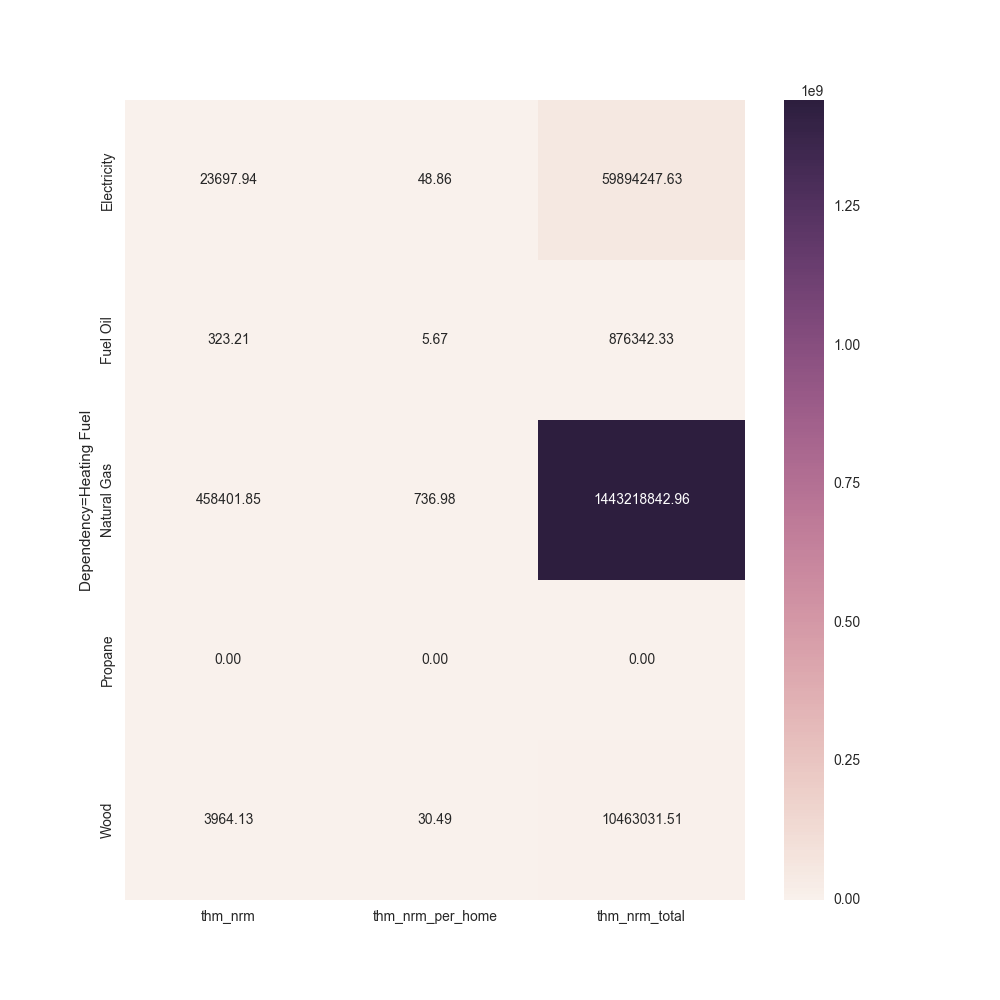 1e9
Electricity 23697.94 48.86 59894247.63
1.25
Fuel Oil 323.21 5.67 876342.33
1.00
Dependency=Heating Fuel
Natural Gas 458401.85 736.98 1443218842.96
0.75
0.50
Propane 0.00 0.00 0.00
0.25
Wood 3964.13 30.49 10463031.51
0.00
thm_nrm thm_nrm_per_home thm_nrm_total